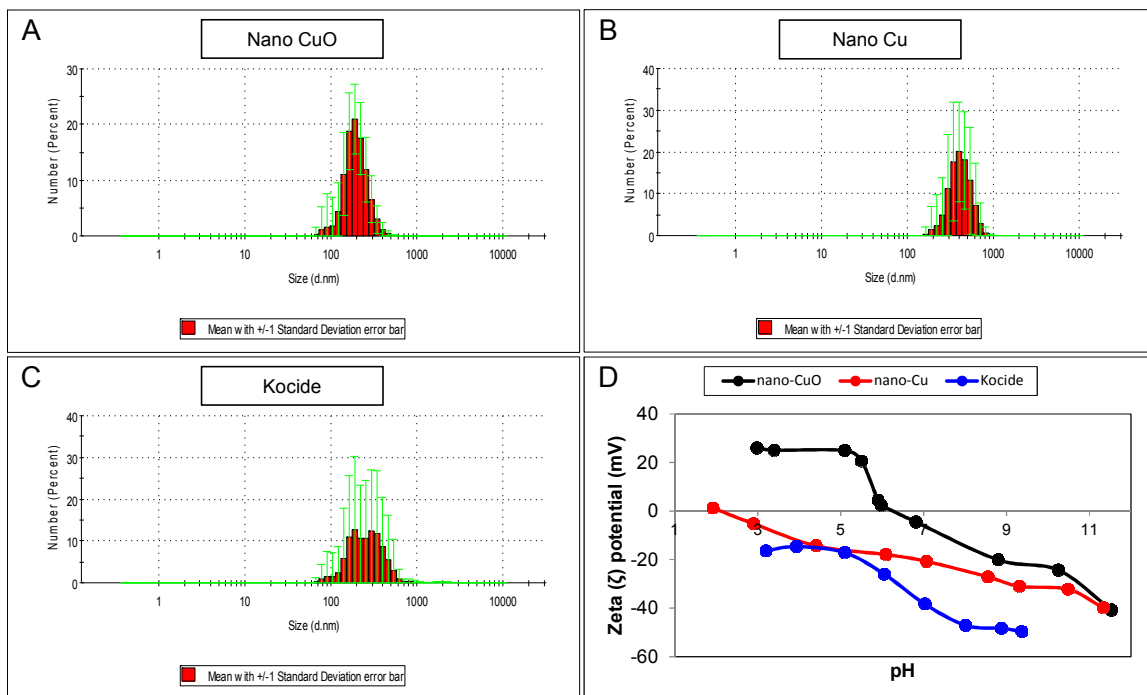 A
Nano CuO
30
20
10
0
Number (Percent)
1 10 100 1000 10000
Size (d.nm)
Mean with +/-1 Standard Deviation error bar
B
Nano Cu
40
30
20
10
0
Number (Percent)
1 10 100 1000 10000
Size (d.nm)
Mean with +/-1 Standard Deviation error bar
C
Kocide
40
30
20
10
0
Number (Percent)
1 10 100 1000 10000
Size (d.nm)
Mean with +/-1 Standard Deviation error bar
D
nano-CuO nano-Cu Kocide
40
20
0
-20
-40
-60
Zeta (ζ) potential (mV)
1 3 5 7 9 11
pH